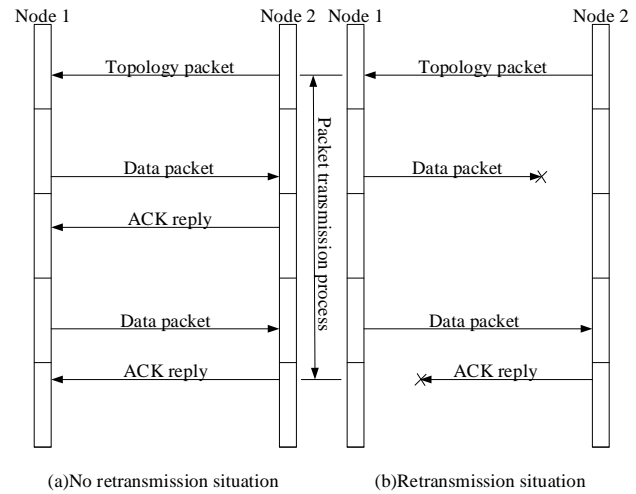 Node 1
Node 2
Node 1
Node 2
Topology packet
Topology packet
Packet transmission process
Data packet
Data packet
ACK reply
Data packet
Data packet
ACK reply
ACK reply
(a)No retransmission situation
(b)Retransmission situation